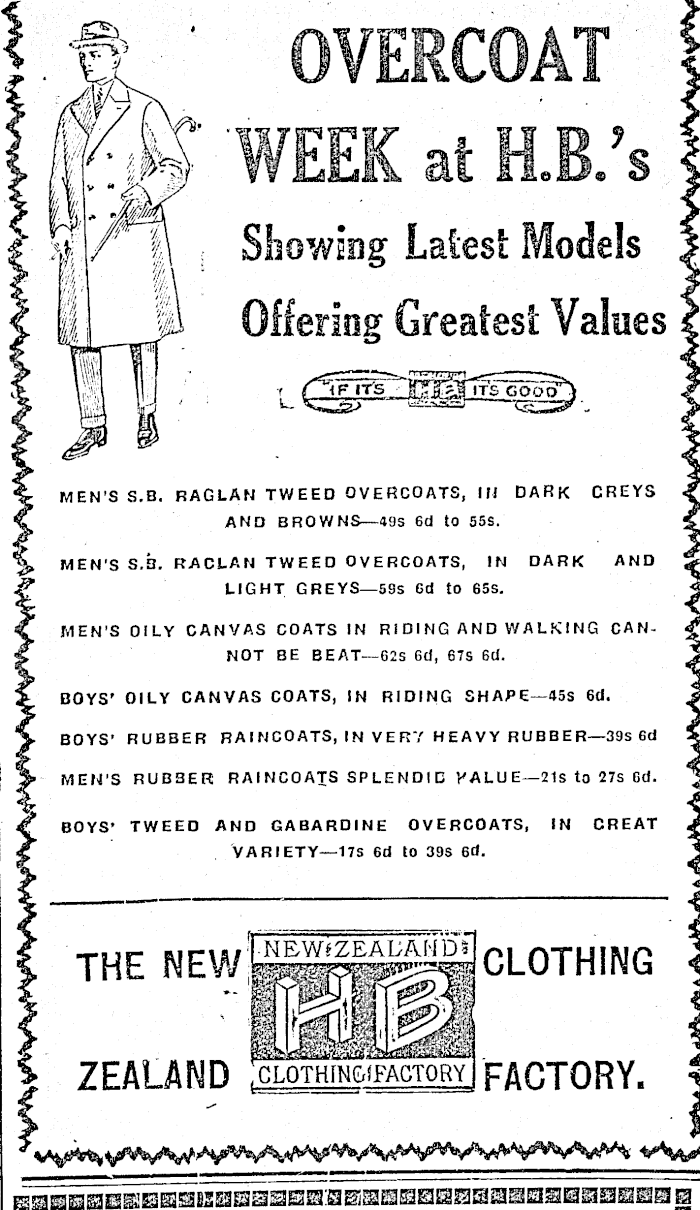 OVERCOAT
WEEK at H.B.'s
Showing Latest Models
Offering Greatest Values
"IF ITS HB ITS GOOD"
MEN'S S.B. RAGLAN TWEED OVERCOATS, IN DARK GREYS
AND BROWNS—49s 6d to 55s.
MEN'S S.B. RAGLAN TWEED OVERCOATS, IN DARK AND
LIGHT GREYS—59s 6d to 65s.
MEN'S OILY CANVAS COATS IN RIDING AND WALKING CAN-
NOT BE BEAT—62s 6d, 67s 6d.
BOYS' OILY CANVAS COATS, IN RIDING SHAPE—45s 6d.
BOYS' RUBBER RAINCOATS, IN VERY HEAVY RUBBER—39s 6d
MEN'S RUBBER RAINCOATS SPLENDID VALUE—21s to 27s 6d.
BOYS' TWEED AND GABARDINE OVERCOATS, IN GREAT
VARIETY—17s 6d to 39s 6d.
THE NEW
ZEALAND
NEW ZEALAND
HB
CLOTHING FACTORY
CLOTHING
FACTORY.